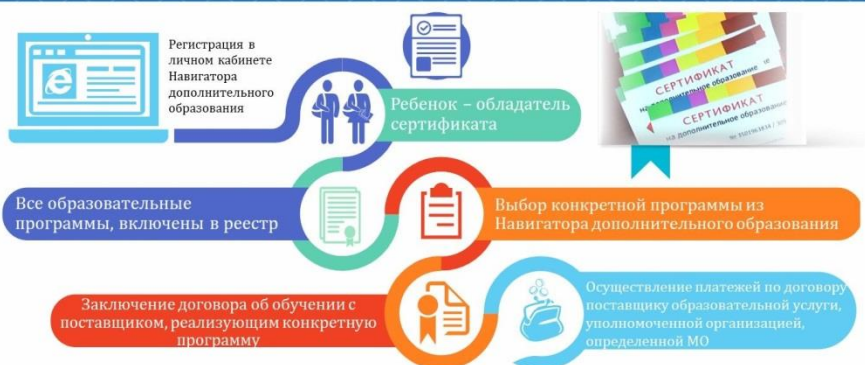 Регистрация в
личном кабинете
Навигатора
дополнительного
образования
Ребенок – обладатель
сертификата
СЕРТИФИКАТ
на дополнительное образование
СЕРТИФИКАТ
на дополнительное образование
Все образовательные
программы, включены в реестр
Выбор конкретной программы из
Навигатора дополнительного образования
Заключение договора об обучении с
поставщиком, реализующим конкретную
программу
Осуществление платежей по договору
поставщику образовательной услуги,
уполномоченной организацией,
определенной МО